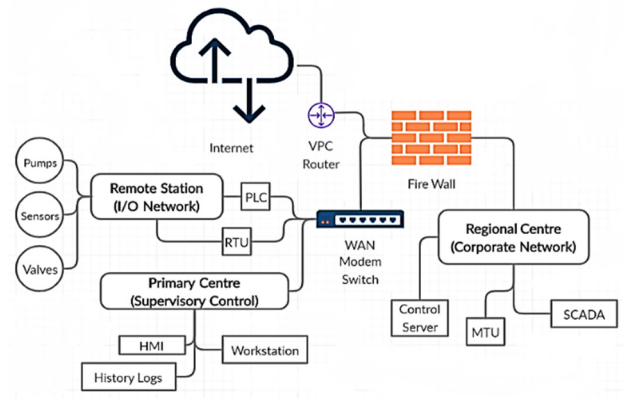 Internet
VPC
Router
Fire Wall
Pumps
Sensors
Valves
Remote Station
(I/O Network)
PLC
RTU
WAN
Modem
Switch
Primary Centre
(Supervisory Control)
HMI
History Logs
Workstation
Regional Centre
(Corporate Network)
Control
Server
MTU
SCADA